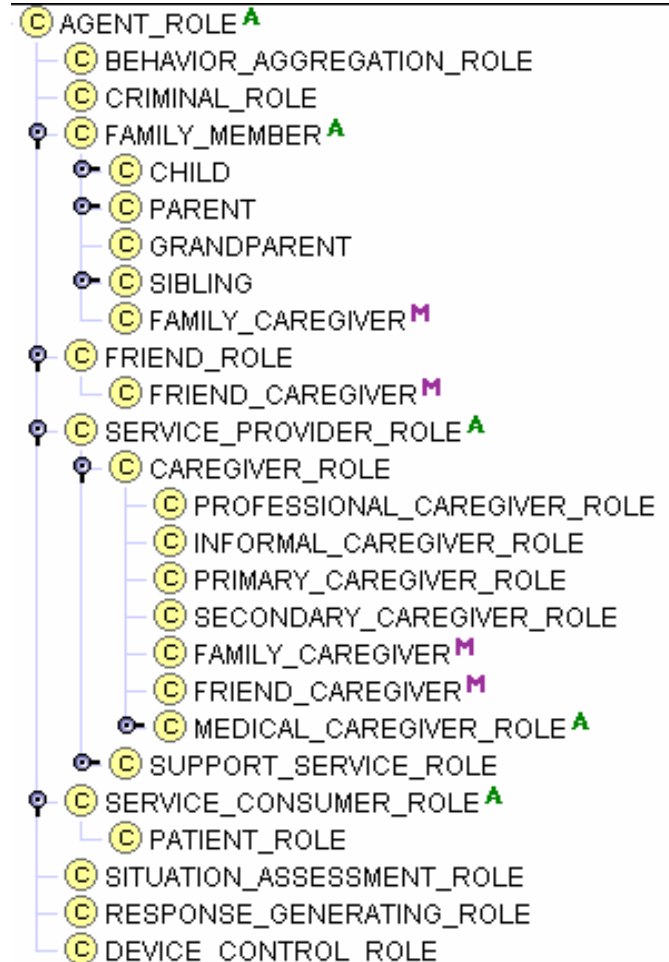 C AGENT_ROLE A
C BEHAVIOR_AGGREGATION_ROLE
C CRIMINAL_ROLE
C FAMILY_MEMBER A
C CHILD
C PARENT
C GRANDPARENT
C SIBLING
C FAMILY_CAREGIVER M
C FRIEND_ROLE
C FRIEND_CAREGIVER M
C SERVICE_PROVIDER_ROLE A
C CAREGIVER_ROLE
C PROFESSIONAL_CAREGIVER_ROLE
C INFORMAL_CAREGIVER_ROLE
C PRIMARY_CAREGIVER_ROLE
C SECONDARY_CAREGIVER_ROLE
C FAMILY_CAREGIVER M
C FRIEND_CAREGIVER M
C MEDICAL_CAREGIVER_ROLE A
C SUPPORT_SERVICE_ROLE
C SERVICE_CONSUMER_ROLE A
C PATIENT_ROLE
C SITUATION_ASSESSMENT_ROLE
C RESPONSE_GENERATING_ROLE
C DEVICE_CONTROL_ROLE